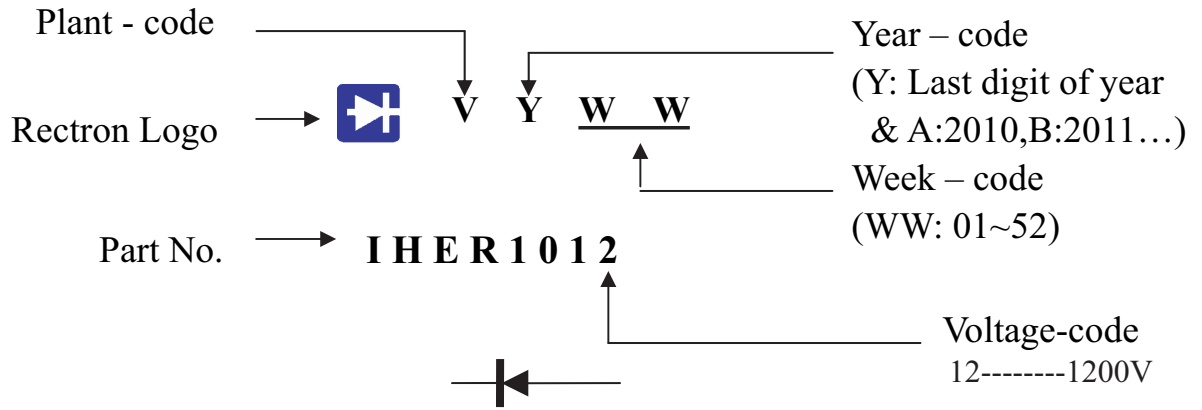 Plant - code
Year – code
(Y: Last digit of year
& A:2010,B:2011…)
V Y W W
Rectron Logo
Week – code
(WW: 01~52)
Part No.
I H E R 1 0 1 2
Voltage-code
12--------1200V